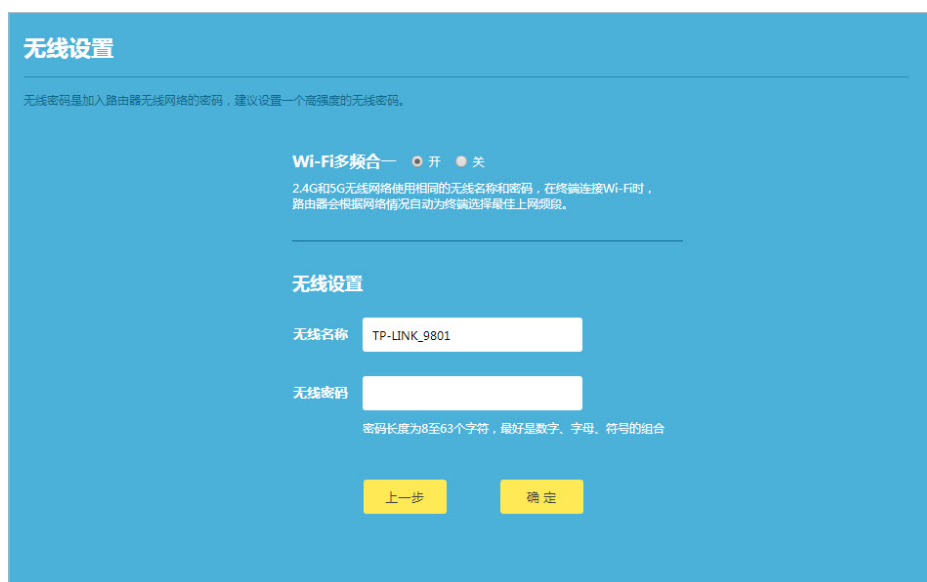 无线设置
无线密码是加入路由器无线网络的密码，建议设置一个高强度的无线密码。
Wi-Fi多频合一 开 关
2.4G和5G无线网络使用相同的无线名称和密码，在终端连接Wi-Fi时，
路由器会根据网络情况自动为终端选择最佳上网频段。
无线设置
无线名称 TP-LINK_9801
无线密码
密码长度为8至63个字符，最好是数字、字母、符号的组合
上一步 确 定